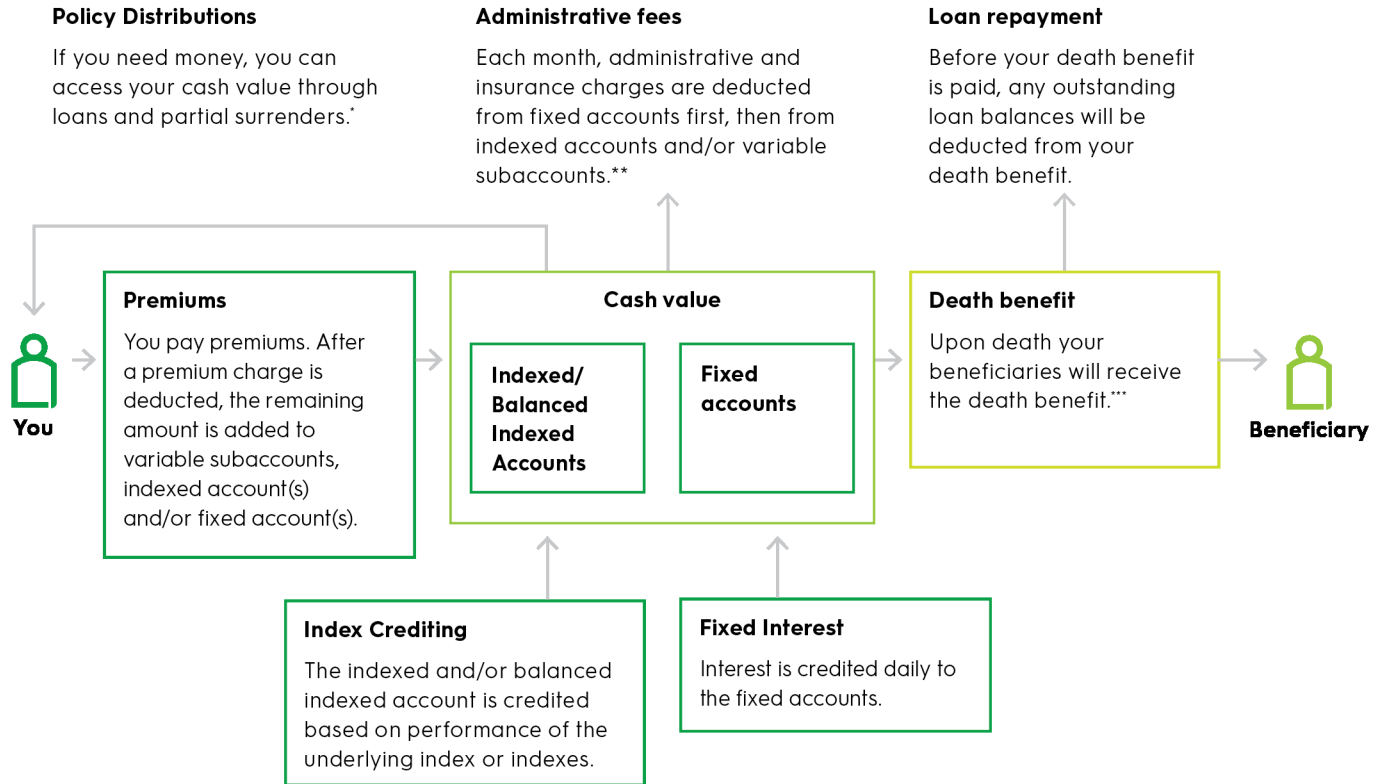 Policy Distributions
If you need money, you can
access your cash value through
loans and partial surrenders.*
Administrative fees
Each month, administrative and
insurance charges are deducted
from fixed accounts first, then from
indexed accounts and/or variable
subaccounts.**
Loan repayment
Before your death benefit
is paid, any outstanding
loan balances will be
deducted from your
death benefit.
You
Premiums
You pay premiums. After
a premium charge is
deducted, the remaining
amount is added to
variable subaccounts,
indexed account(s)
and/or fixed account(s).
Cash value
Indexed/
Balanced
Indexed
Accounts
Fixed
accounts
Death benefit
Upon death your
beneficiaries will receive
the death benefit.***
Beneficiary
Index Crediting
The indexed and/or balanced
indexed account is credited
based on performance of the
underlying index or indexes.
Fixed Interest
Interest is credited daily to
the fixed accounts.